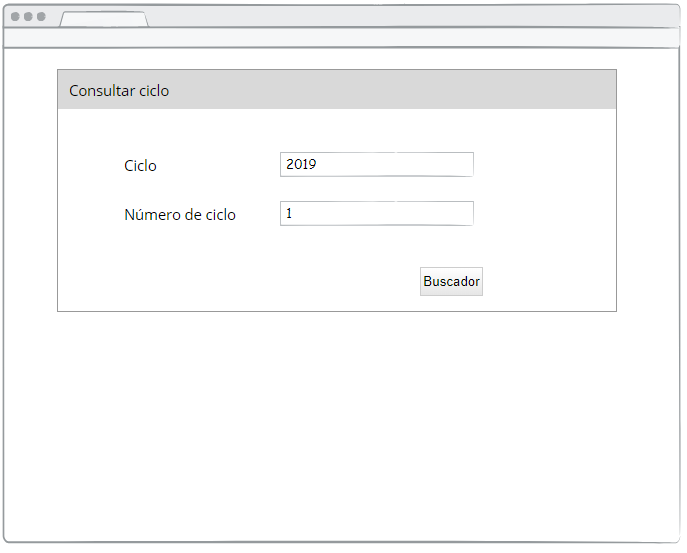 Consultar ciclo
Ciclo 2019
Número de ciclo 1
Buscador